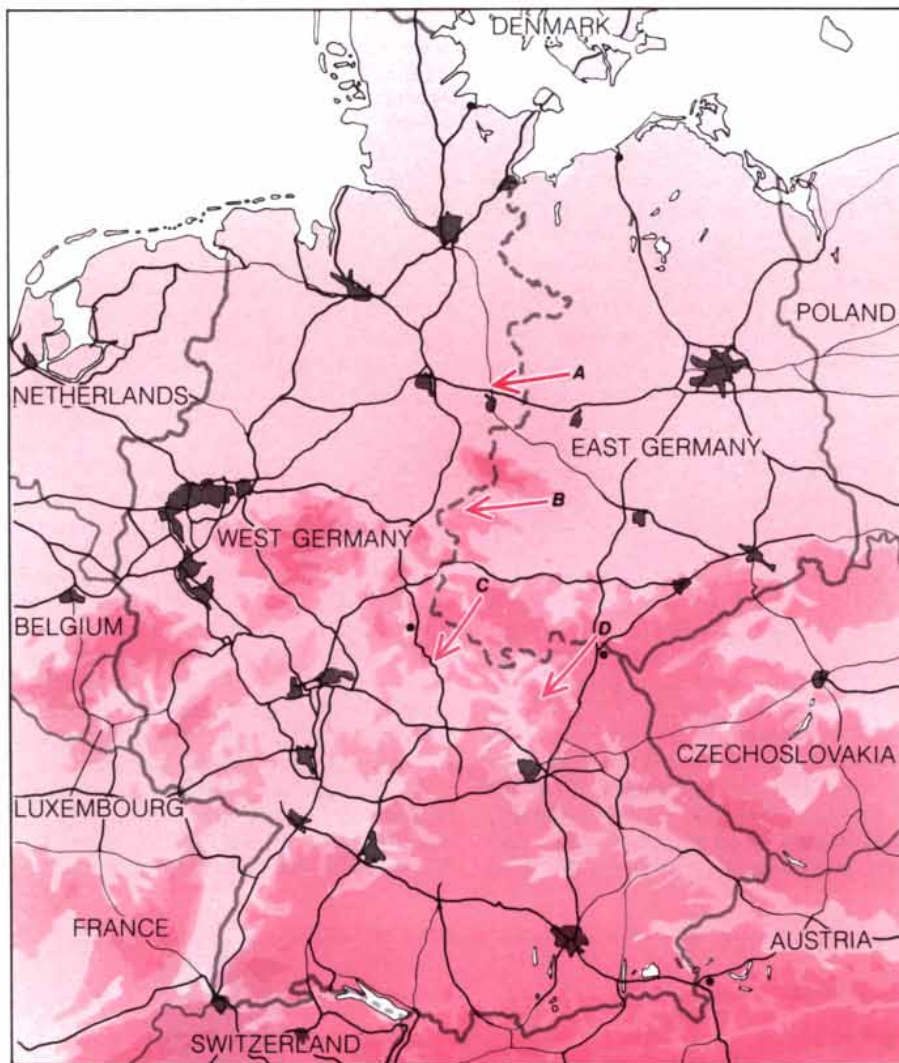 DENMARK
POLAND
A
NETHERLANDS
EAST GERMANY
B
WEST GERMANY
C
BELGIUM
D
CZECHOSLOVAKIA
LUXEMBOURG
FRANCE
AUSTRIA
SWITZERLAND